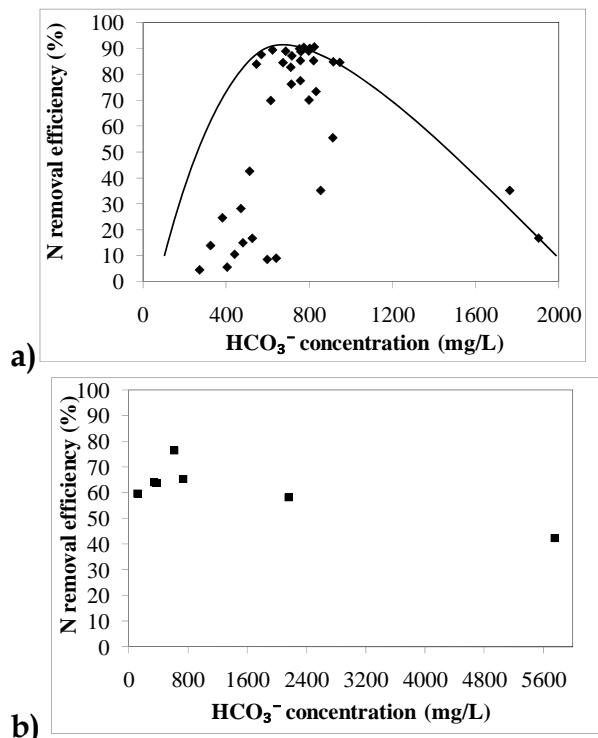 100
90
80
70
60
50
40
30
20
10
0
N removal efficiency (%)
0 400 800 1200 1600 2000
HCO₃⁻ concentration (mg/L)
a)
100
90
80
70
60
50
40
30
20
10
0
N removal efficiency (%)
0 800 1600 2400 3200 4000 4800 5600
HCO₃⁻ concentration (mg/L)
b)